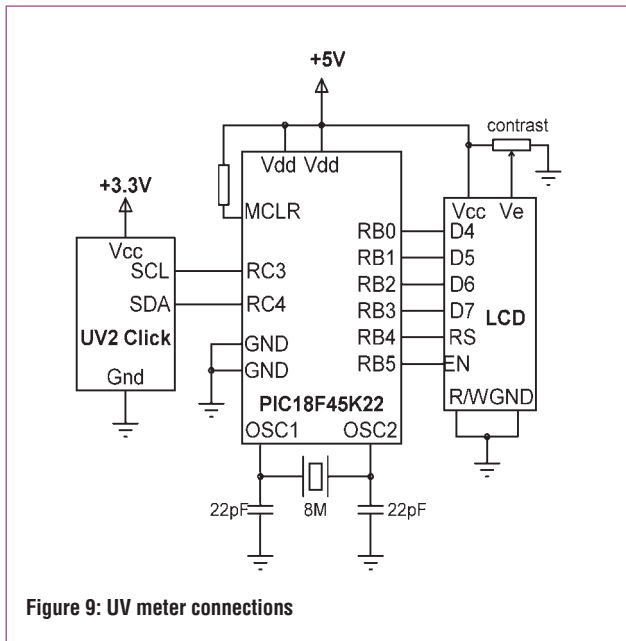 +5V
contrast
Vdd Vdd
+3.3V
MCLR
Vcc Ve
Vcc
RB0 D4
SCL RC3 RB1 D5
RB2 D6
SDA RC4 RB3 D7
UV2 Click RB4 RS LCD
GND RB5 EN
GND
Gnd R/WGND
PIC18F45K22
OSC1 OSC2
22pF 8M 22pF
Figure 9: UV meter connections